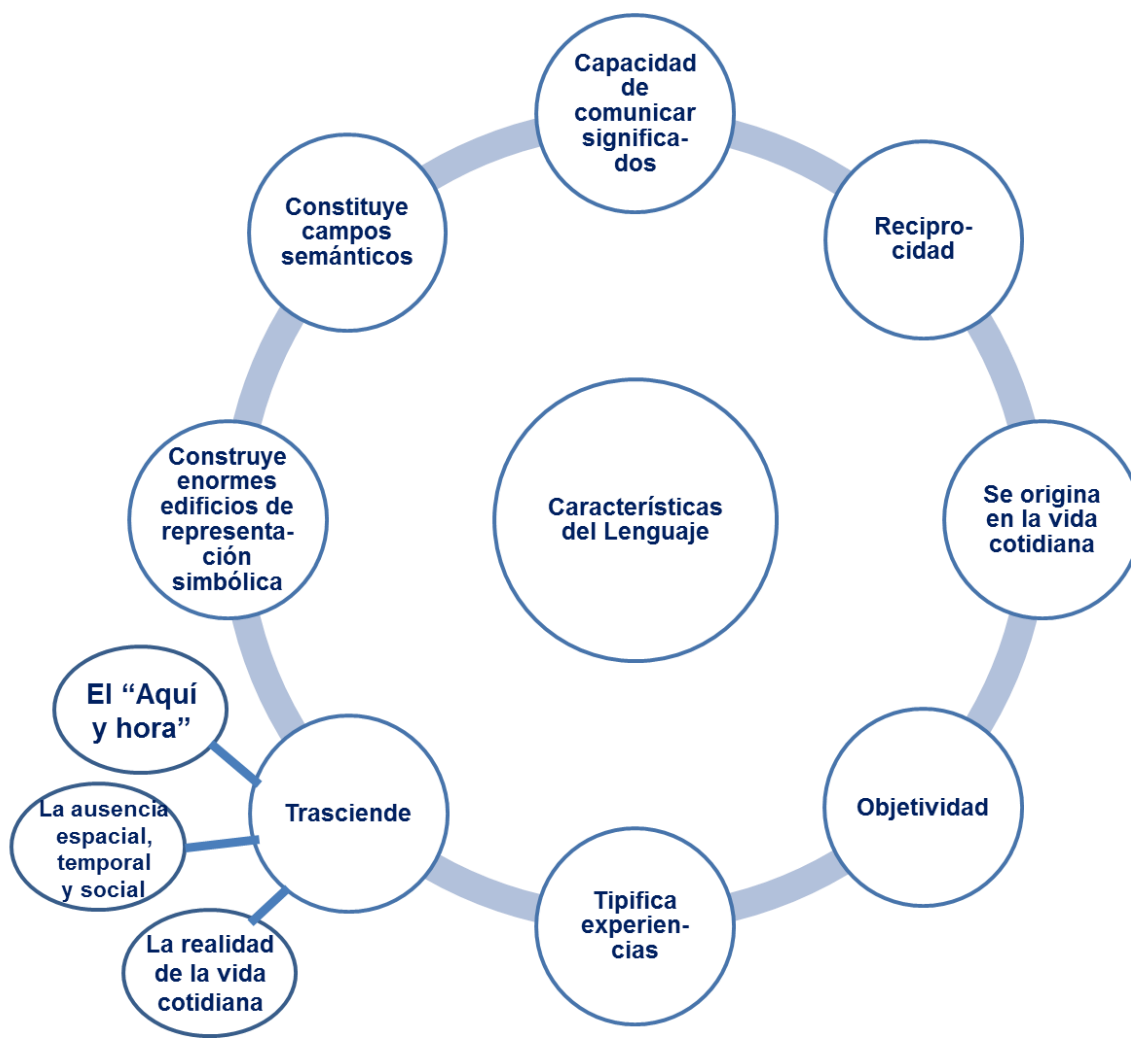 Capacidad
de
comunicar
significa-
dos
Recipro-
cidad
Se origina
en la vida
cotidiana
Objetividad
Tipifica
experien-
cias
Trasciende
El “Aquí
y hora”
La ausencia
espacial,
temporal
y social
La realidad
de la vida
cotidiana
Construye
enormes
edificios de
representa-
ción
simbólica
Constituye
campos
semánticos
Características
del Lenguaje